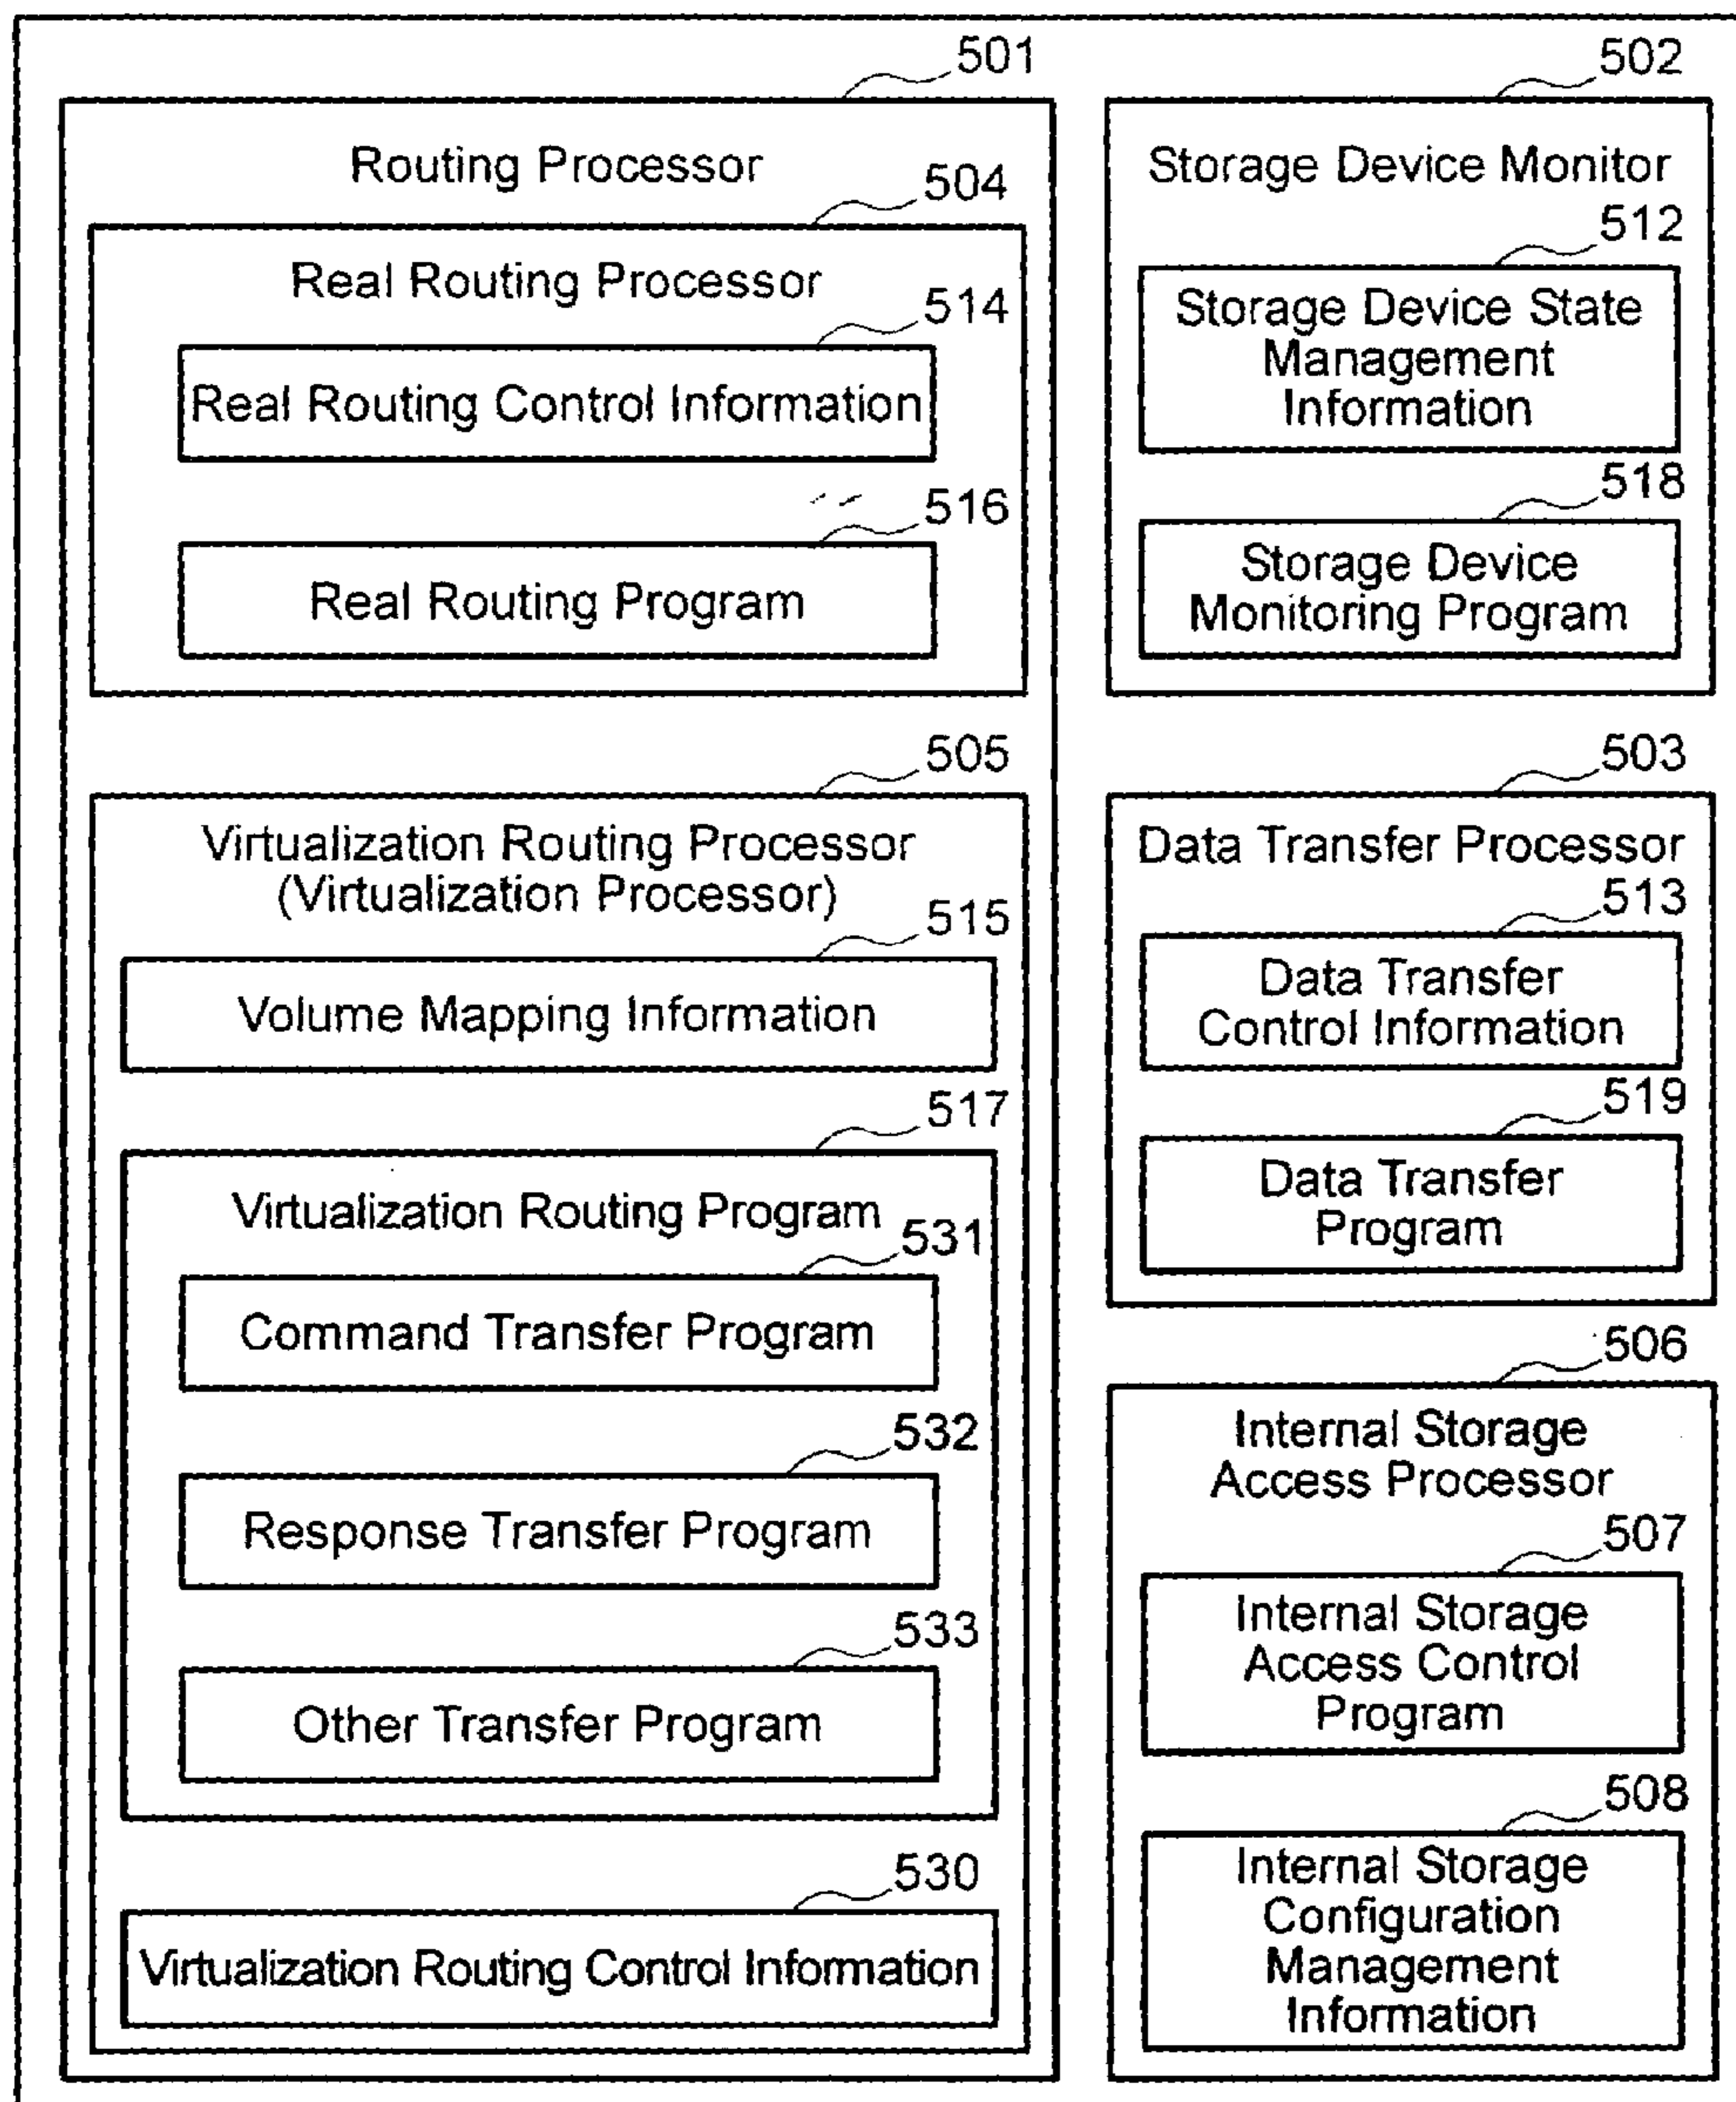 501
Routing Processor
504
Real Routing Processor
514
Real Routing Control Information
516
Real Routing Program
505
Virtualization Routing Processor
(Virtualization Processor)
515
Volume Mapping Information
517
Virtualization Routing Program
531
Command Transfer Program
532
Response Transfer Program
533
Other Transfer Program
530
Virtualization Routing Control Information
502
Storage Device Monitor
512
Storage Device State
Management
Information
518
Storage Device
Monitoring Program
503
Data Transfer Processor
513
Data Transfer
Control Information
519
Data Transfer
Program
506
Internal Storage
Access Processor
507
Internal Storage
Access Control
Program
508
Internal Storage
Configuration
Management
Information